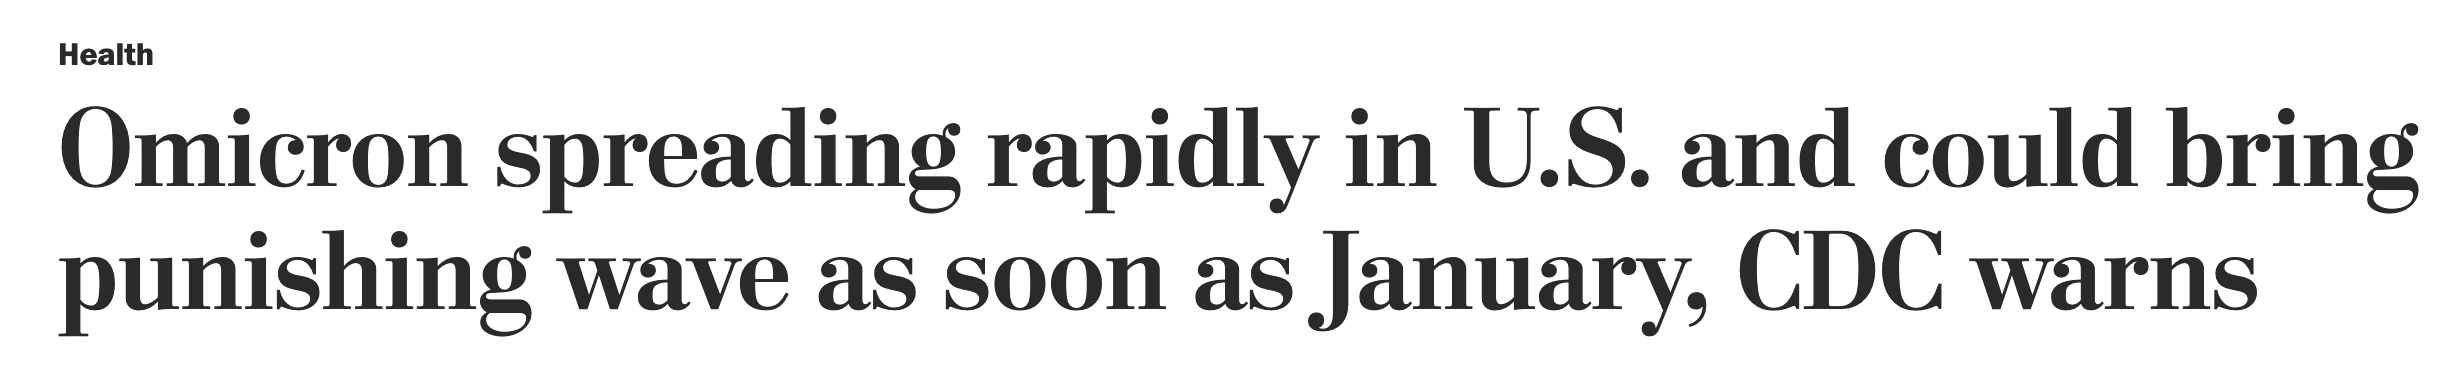 Health
Omicron spreading rapidly in U.S. and could bring
punishing wave as soon as January, CDC warns